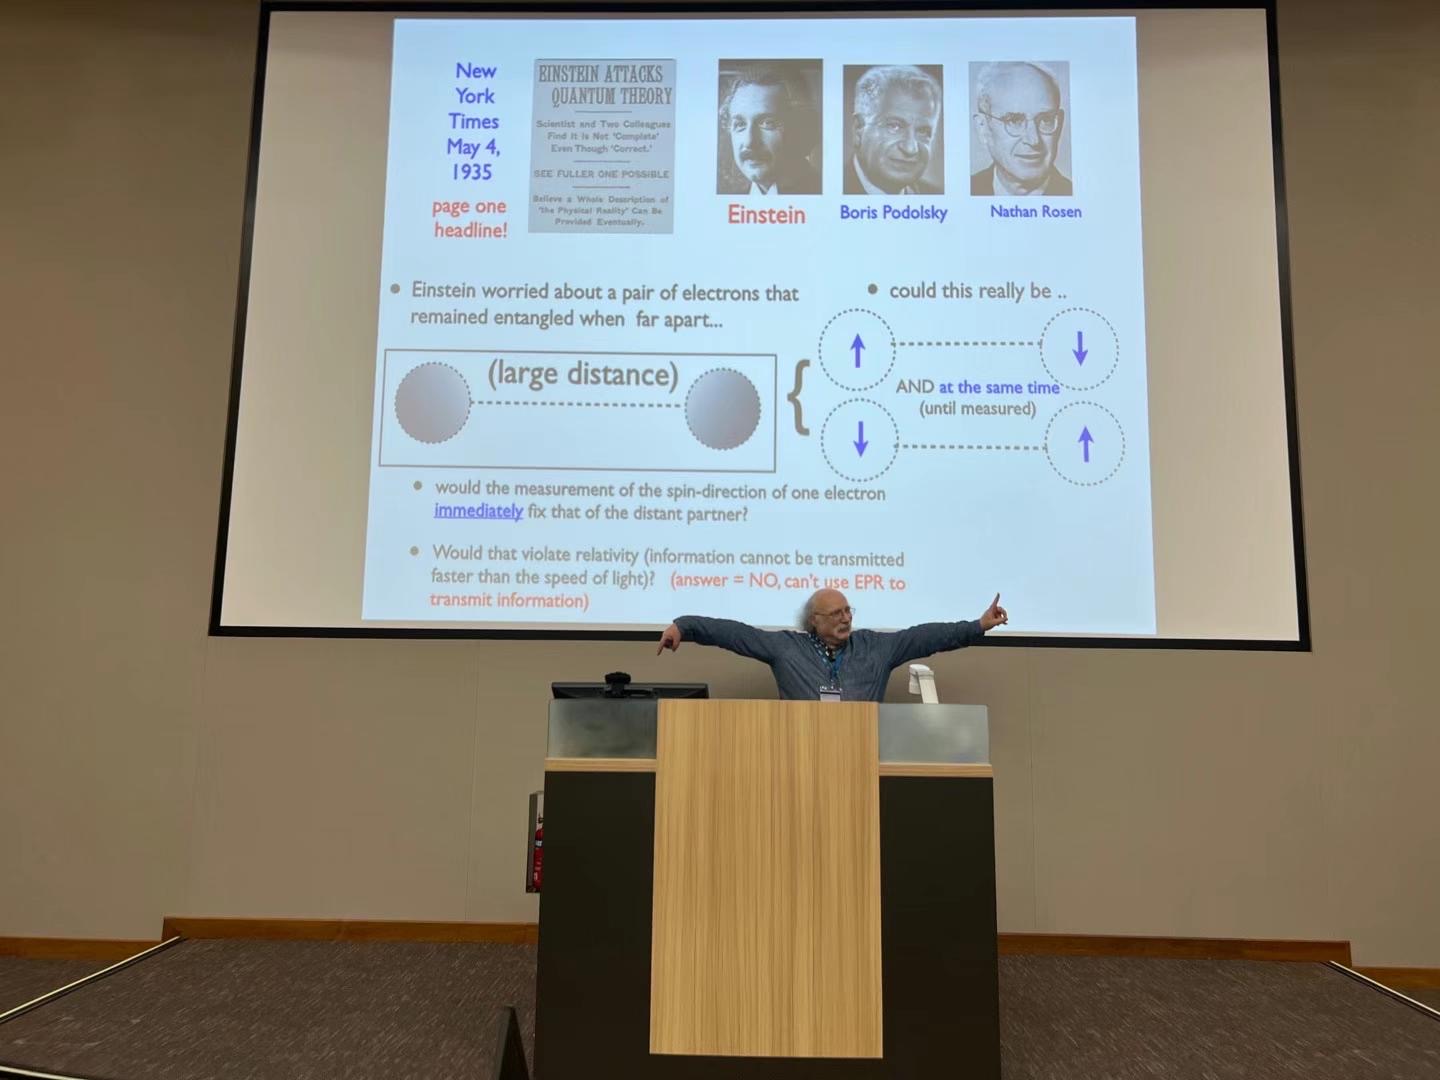 New
York
Times
May 4,
1935
page one
headline!
EINSTEIN ATTACKS
QUANTUM THEORY
Scientist and Two Colleagues
Find It Is Not 'Complete'
Even Though 'Correct.'
SEE FULLER ONE POSSIBLE
Believe a Whole Description of
'the Physical Reality' Can Be
Provided Eventually.
Einstein
Boris Podolsky
Nathan Rosen
• Einstein worried about a pair of electrons that
remained entangled when far apart...
(large distance)
• could this really be ..
{
AND at the same time
(until measured)
• would the measurement of the spin-direction of one electron
immediately fix that of the distant partner?
• Would that violate relativity (information cannot be transmitted
faster than the speed of light)? (answer = NO, can't use EPR to
transmit information)